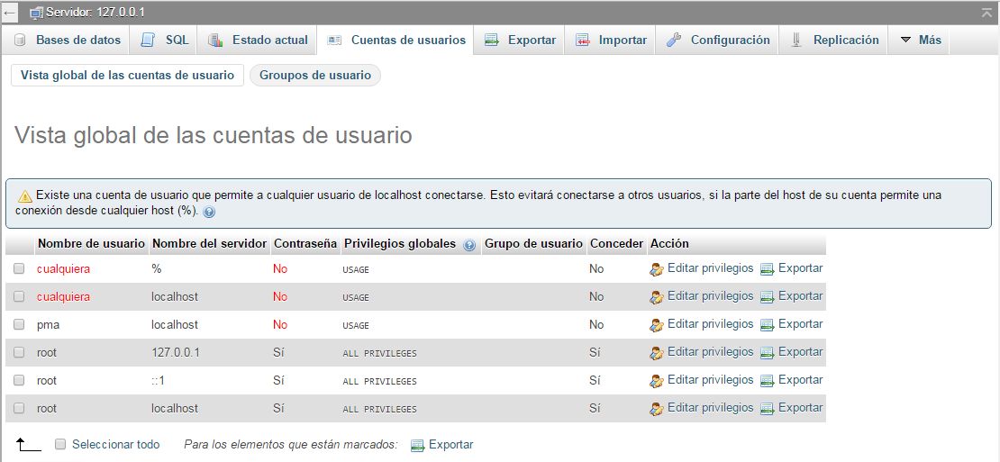 Servidor: 127.0.0.1
Bases de datos SQL Estado actual Cuentas de usuarios Exportar Importar Configuración Replicación Más
Vista global de las cuentas de usuario Groupos de usuario
Vista global de las cuentas de usuario
Existe una cuenta de usuario que permite a cualquier usuario de localhost conectarse. Esto evitará conectarse a otros usuarios, si la parte del host de su cuenta permite una
conexión desde cualquier host (%).
Nombre de usuario Nombre del servidor Contraseña Privilegios globales Grupo de usuario Conceder Acción
cualquiera % No USAGE No Editar privilegios Exportar
cualquiera localhost No USAGE No Editar privilegios Exportar
pma localhost No USAGE No Editar privilegios Exportar
root 127.0.0.1 Sí ALL PRIVILEGES Sí Editar privilegios Exportar
root ::1 Sí ALL PRIVILEGES Sí Editar privilegios Exportar
root localhost Sí ALL PRIVILEGES Sí Editar privilegios Exportar
Seleccionar todo Para los elementos que están marcados: Exportar